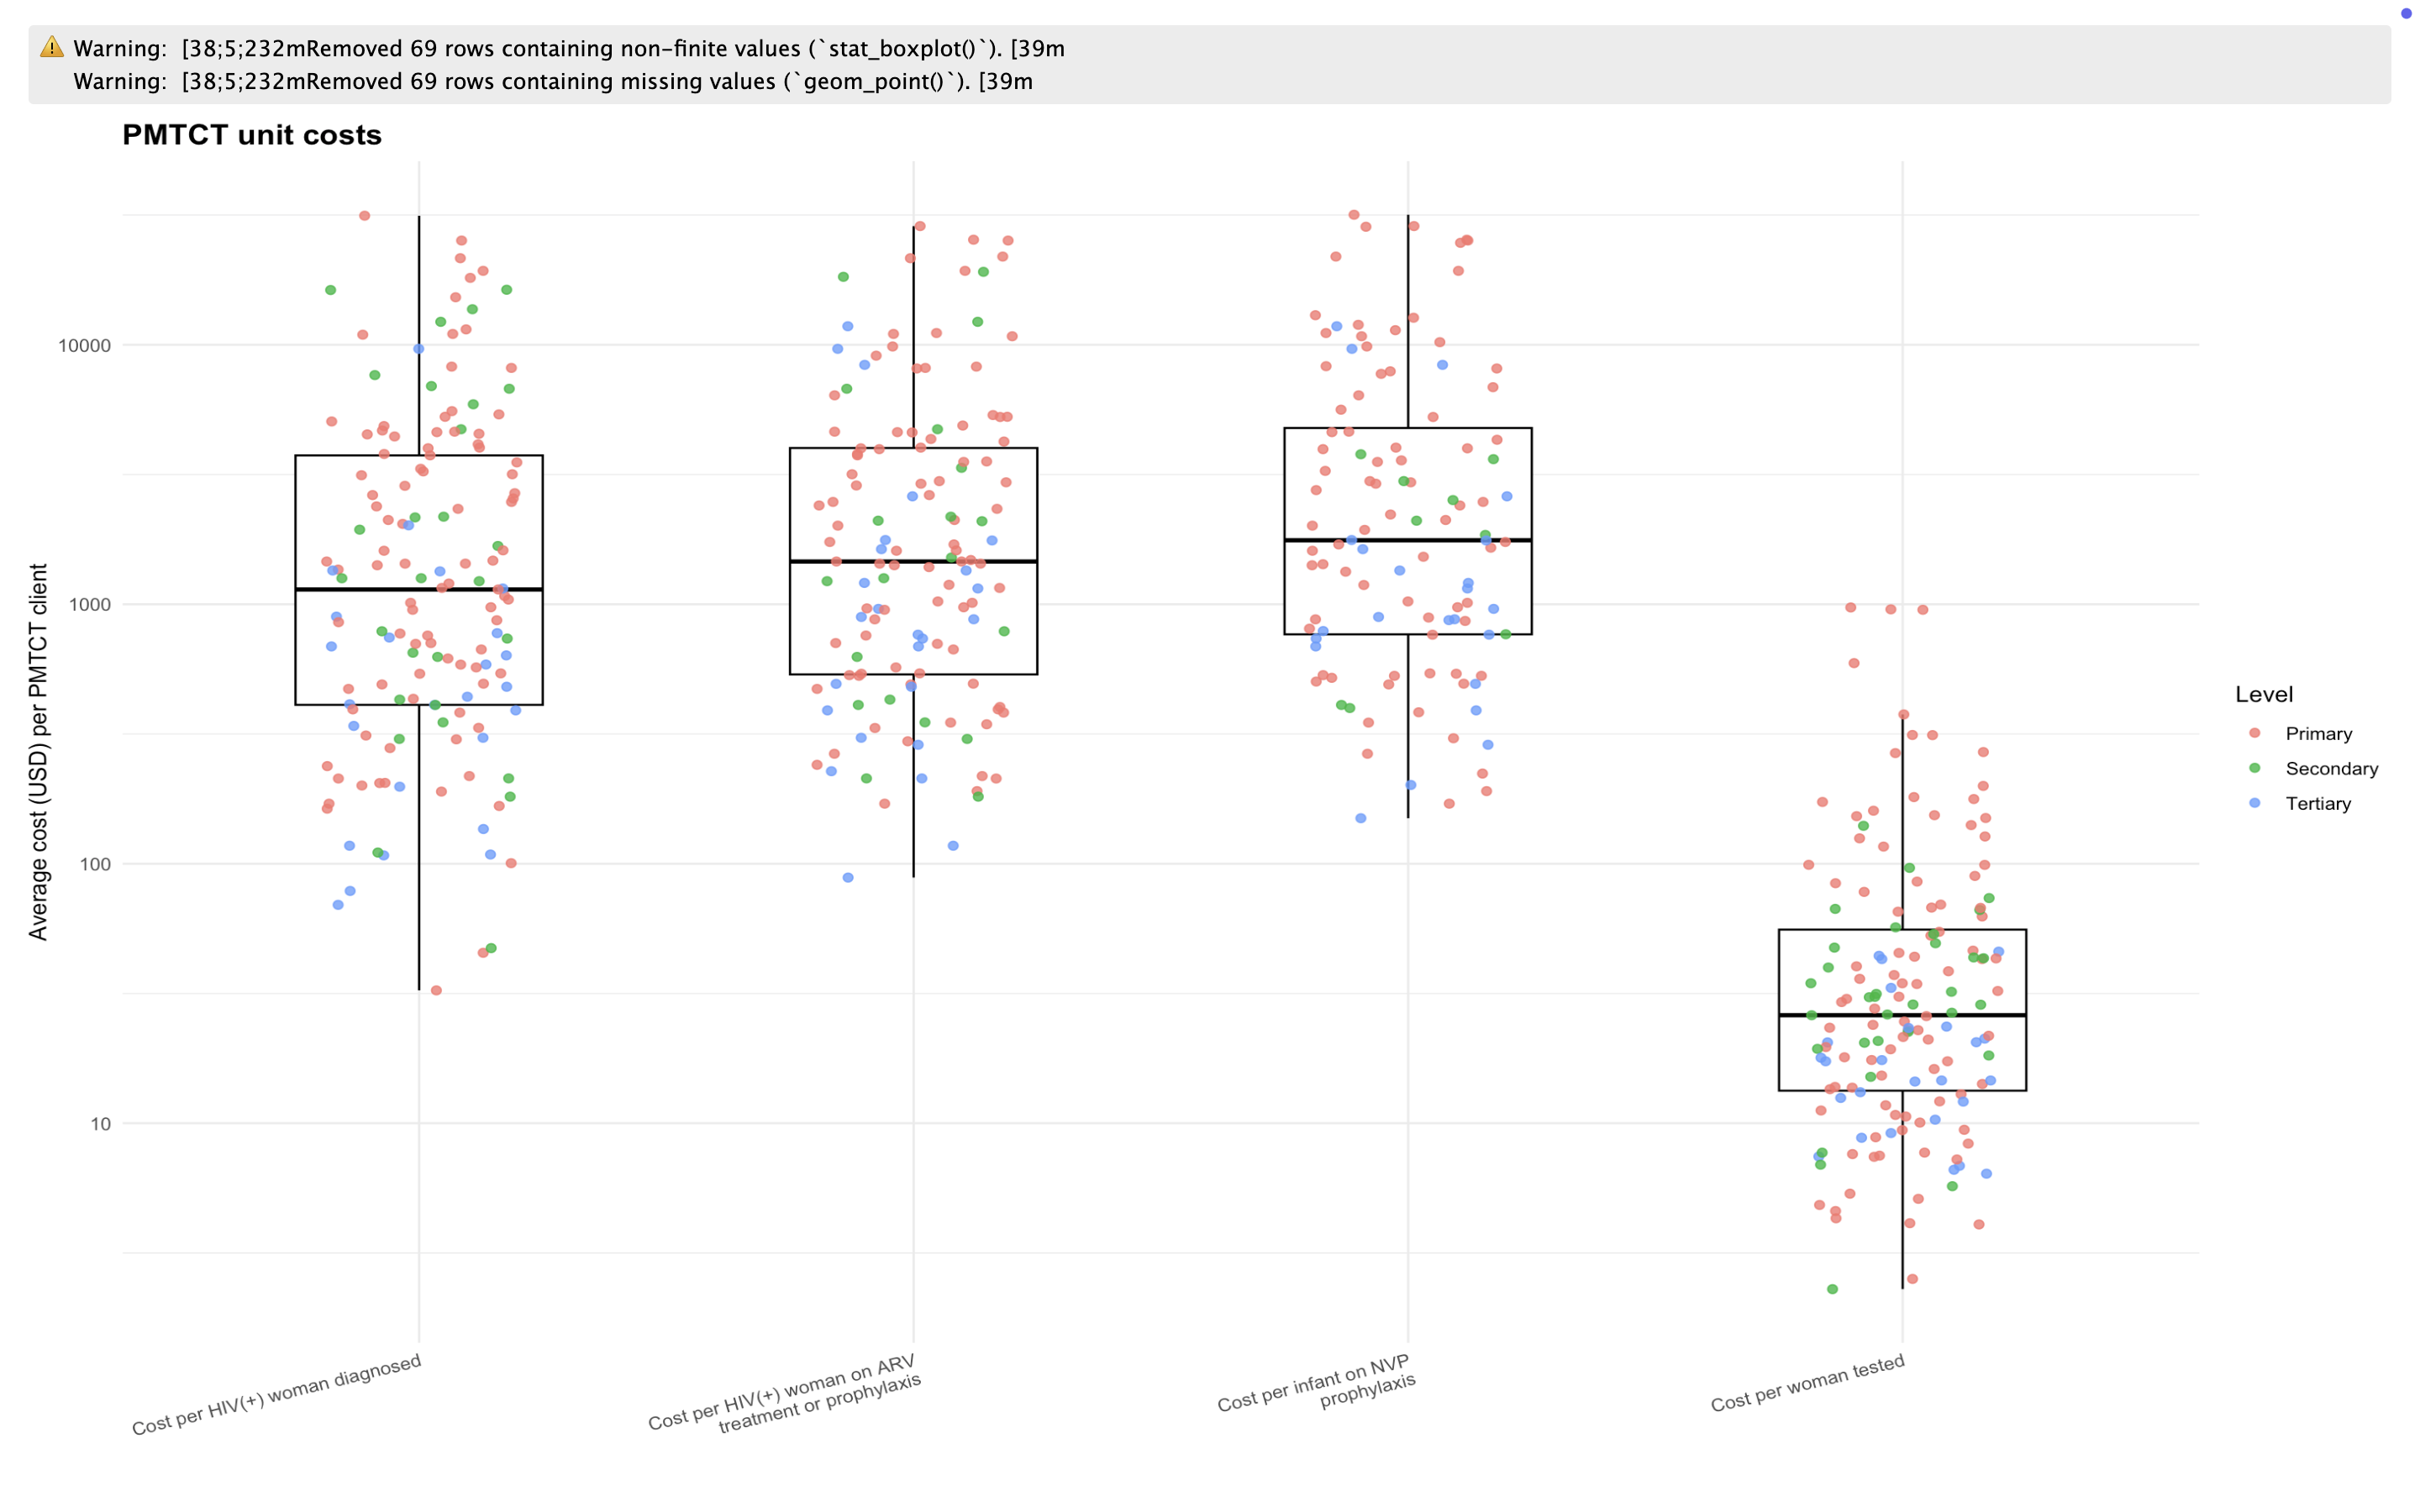 Warning: [38;5;232mRemoved 69 rows containing non-finite values (`stat_boxplot()`). [39m
Warning: [38;5;232mRemoved 69 rows containing missing values (`geom_point()`). [39m
PMTCT unit costs
Average cost (USD) per PMTCT client
10000
1000
100
10
Cost per HIV(+) woman diagnosed
Cost per HIV(+) woman on ARV
treatment or prophylaxis
Cost per infant on NVP
prophylaxis
Cost per woman tested
Level
Primary
Secondary
Tertiary